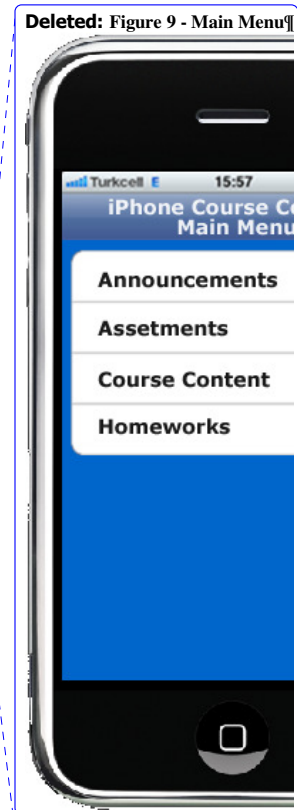 Deleted: Figure 9 - Main Menu¶
Turkcell E 15:57
iPhone Course Co
Main Menu
Announcements
Assetments
Course Content
Homeworks